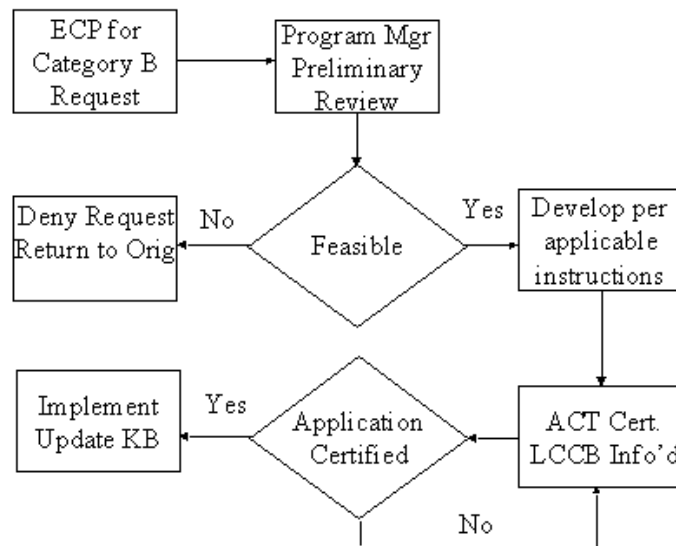 ECP for
Category B
Request
Program Mgr
Preliminary
Review
Deny Request
Return to Orig
No
Feasible
Yes
Develop per
applicable
instructions
Implement
Update KB
Yes
Application
Certified
ACT Cert.
LCCB Info’d
No